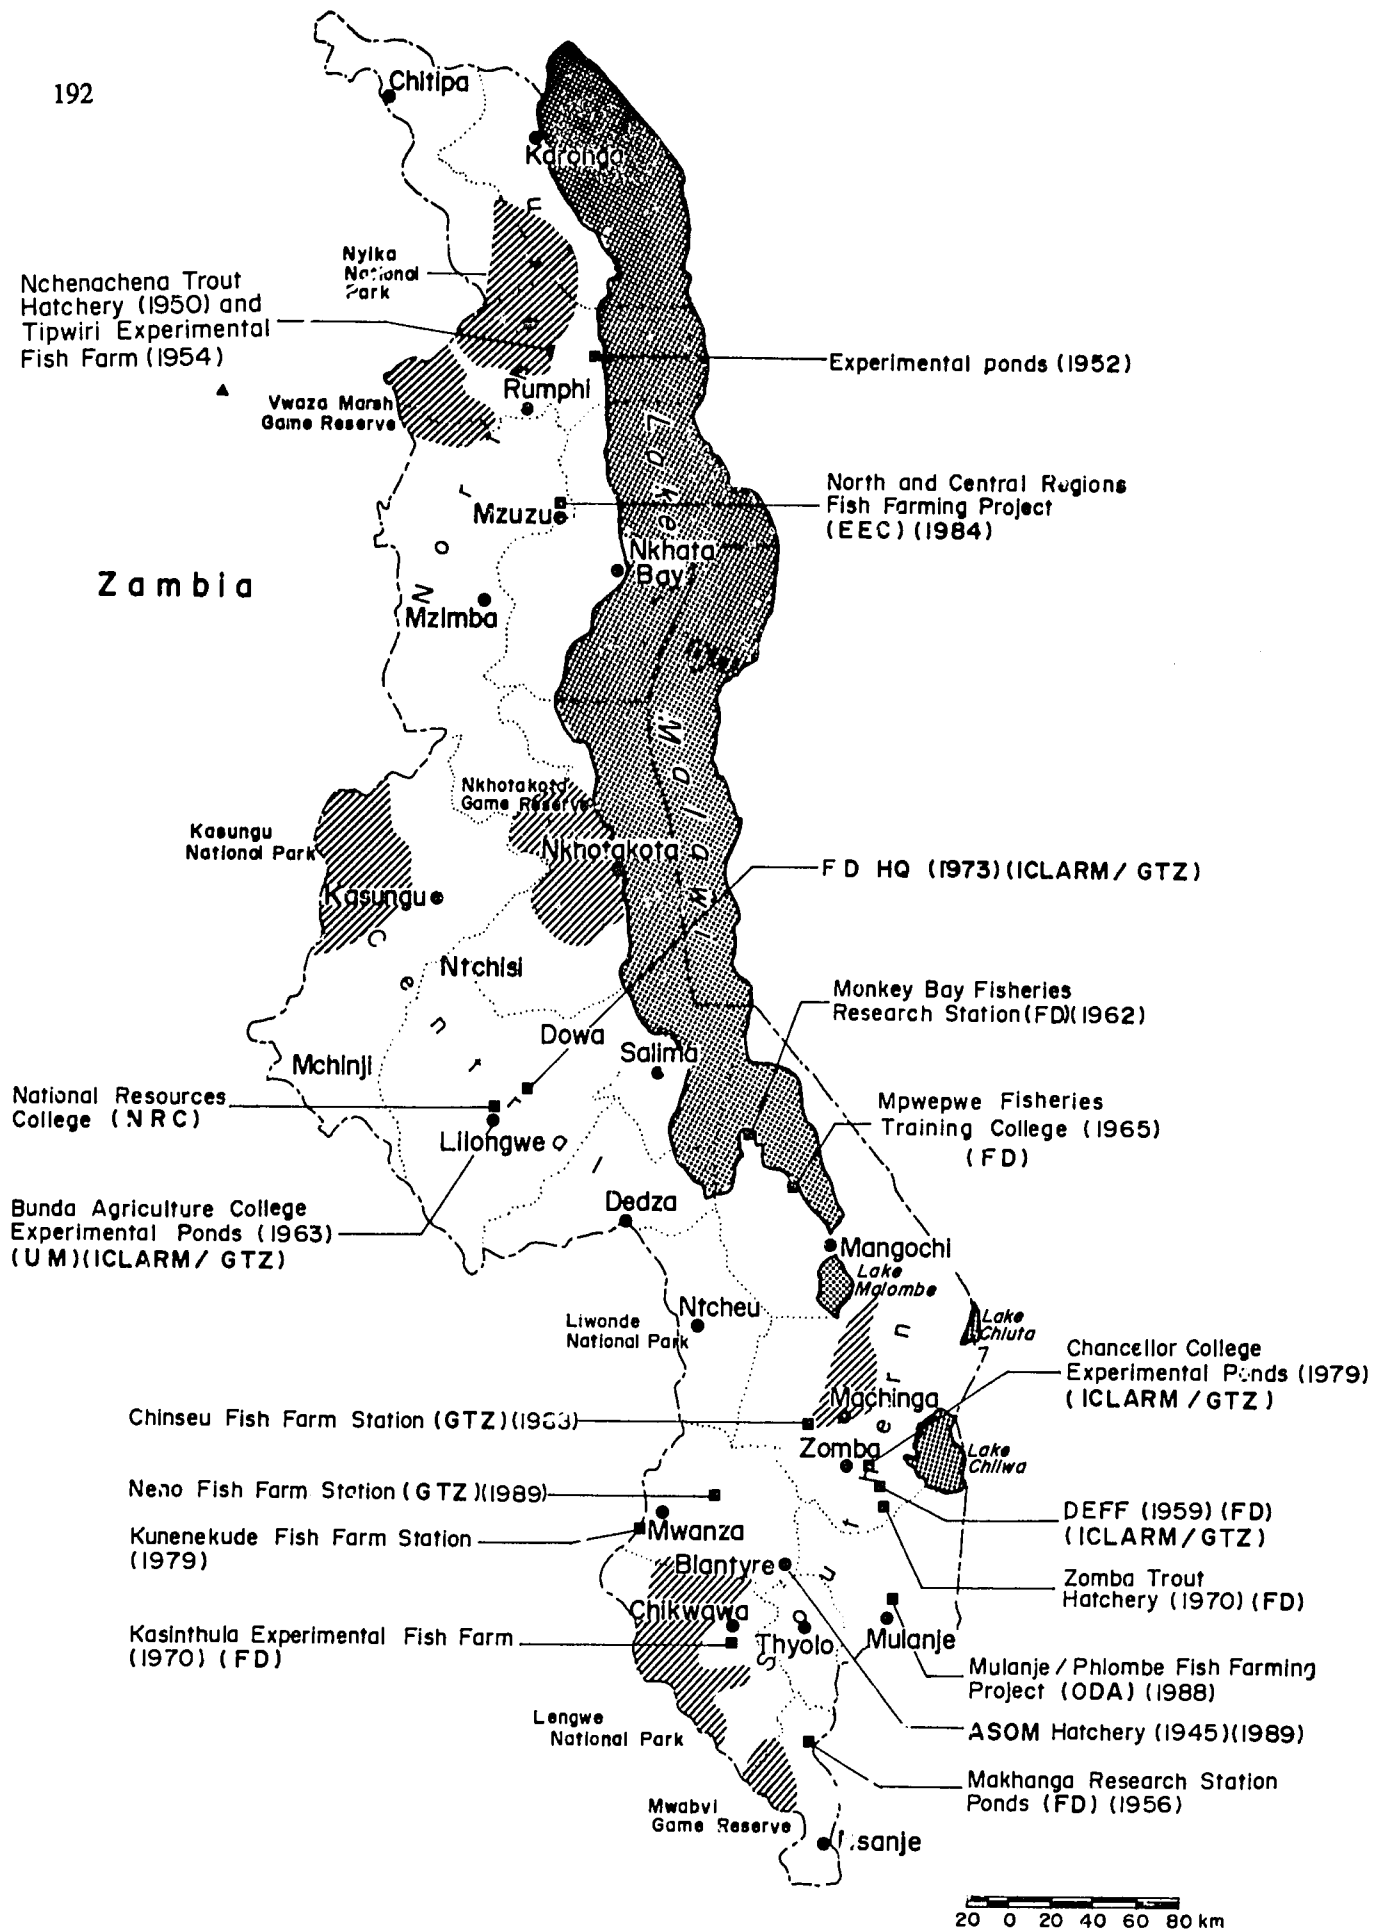 192
Chitipa
Karonga
Nyika
National
Park
Nchenachena Trout
Hatchery (1950) and
Tipwiri Experimental
Fish Farm (1954)
Experimental ponds (1952)
Rumphi
Vwaza Marsh
Game Reserve
Lake Malawi
North and Central Regions
Fish Farming Project
(EEC) (1984)
Mzuzu
Nkhata
Bay
Zambia
Mzimba
Northern
Nkhotakota
Game Reserve
Kasungu
National Park
Nkhotakota
FD HQ (1973)(ICLARM/GTZ)
Kasungu
Central
Ntchisi
Monkey Bay Fisheries
Research Station(FD)(1962)
Dowa
Salima
Mchinji
National Resources
College (NRC)
Mpwepwe Fisheries
Training College (1965)
(FD)
Lilongwe
Dedza
Bunda Agriculture College
Experimental Ponds (1963)
(UM)(ICLARM/GTZ)
Mangochi
Lake
Malombe
Ntcheu
Liwonde
National Park
Lake
Chiuta
Chancellor College
Experimental Ponds (1979)
(ICLARM/GTZ)
Machinga
Chinseu Fish Farm Station (GTZ)
Zomba
Lake
Chilwa
Southern
Neno Fish Farm Station (GTZ)(1989)
DEFF (1959) (FD)
(ICLARM/GTZ)
Mwanza
Kunenekude Fish Farm Station
(1979)
Blantyre
Zomba Trout
Hatchery (1970) (FD)
Chikwawa
Kasinthula Experimental Fish Farm
(1970) (FD)
Thyolo
Mulanje
Mulanje/Phlombe Fish Farming
Project (ODA) (1988)
Lengwe
National Park
ASOM Hatchery (1945)(1989)
Makhanga Research Station
Ponds (FD) (1956)
Mwabvi
Game Reserve
Nsanje
20 0 20 40 60 80 km